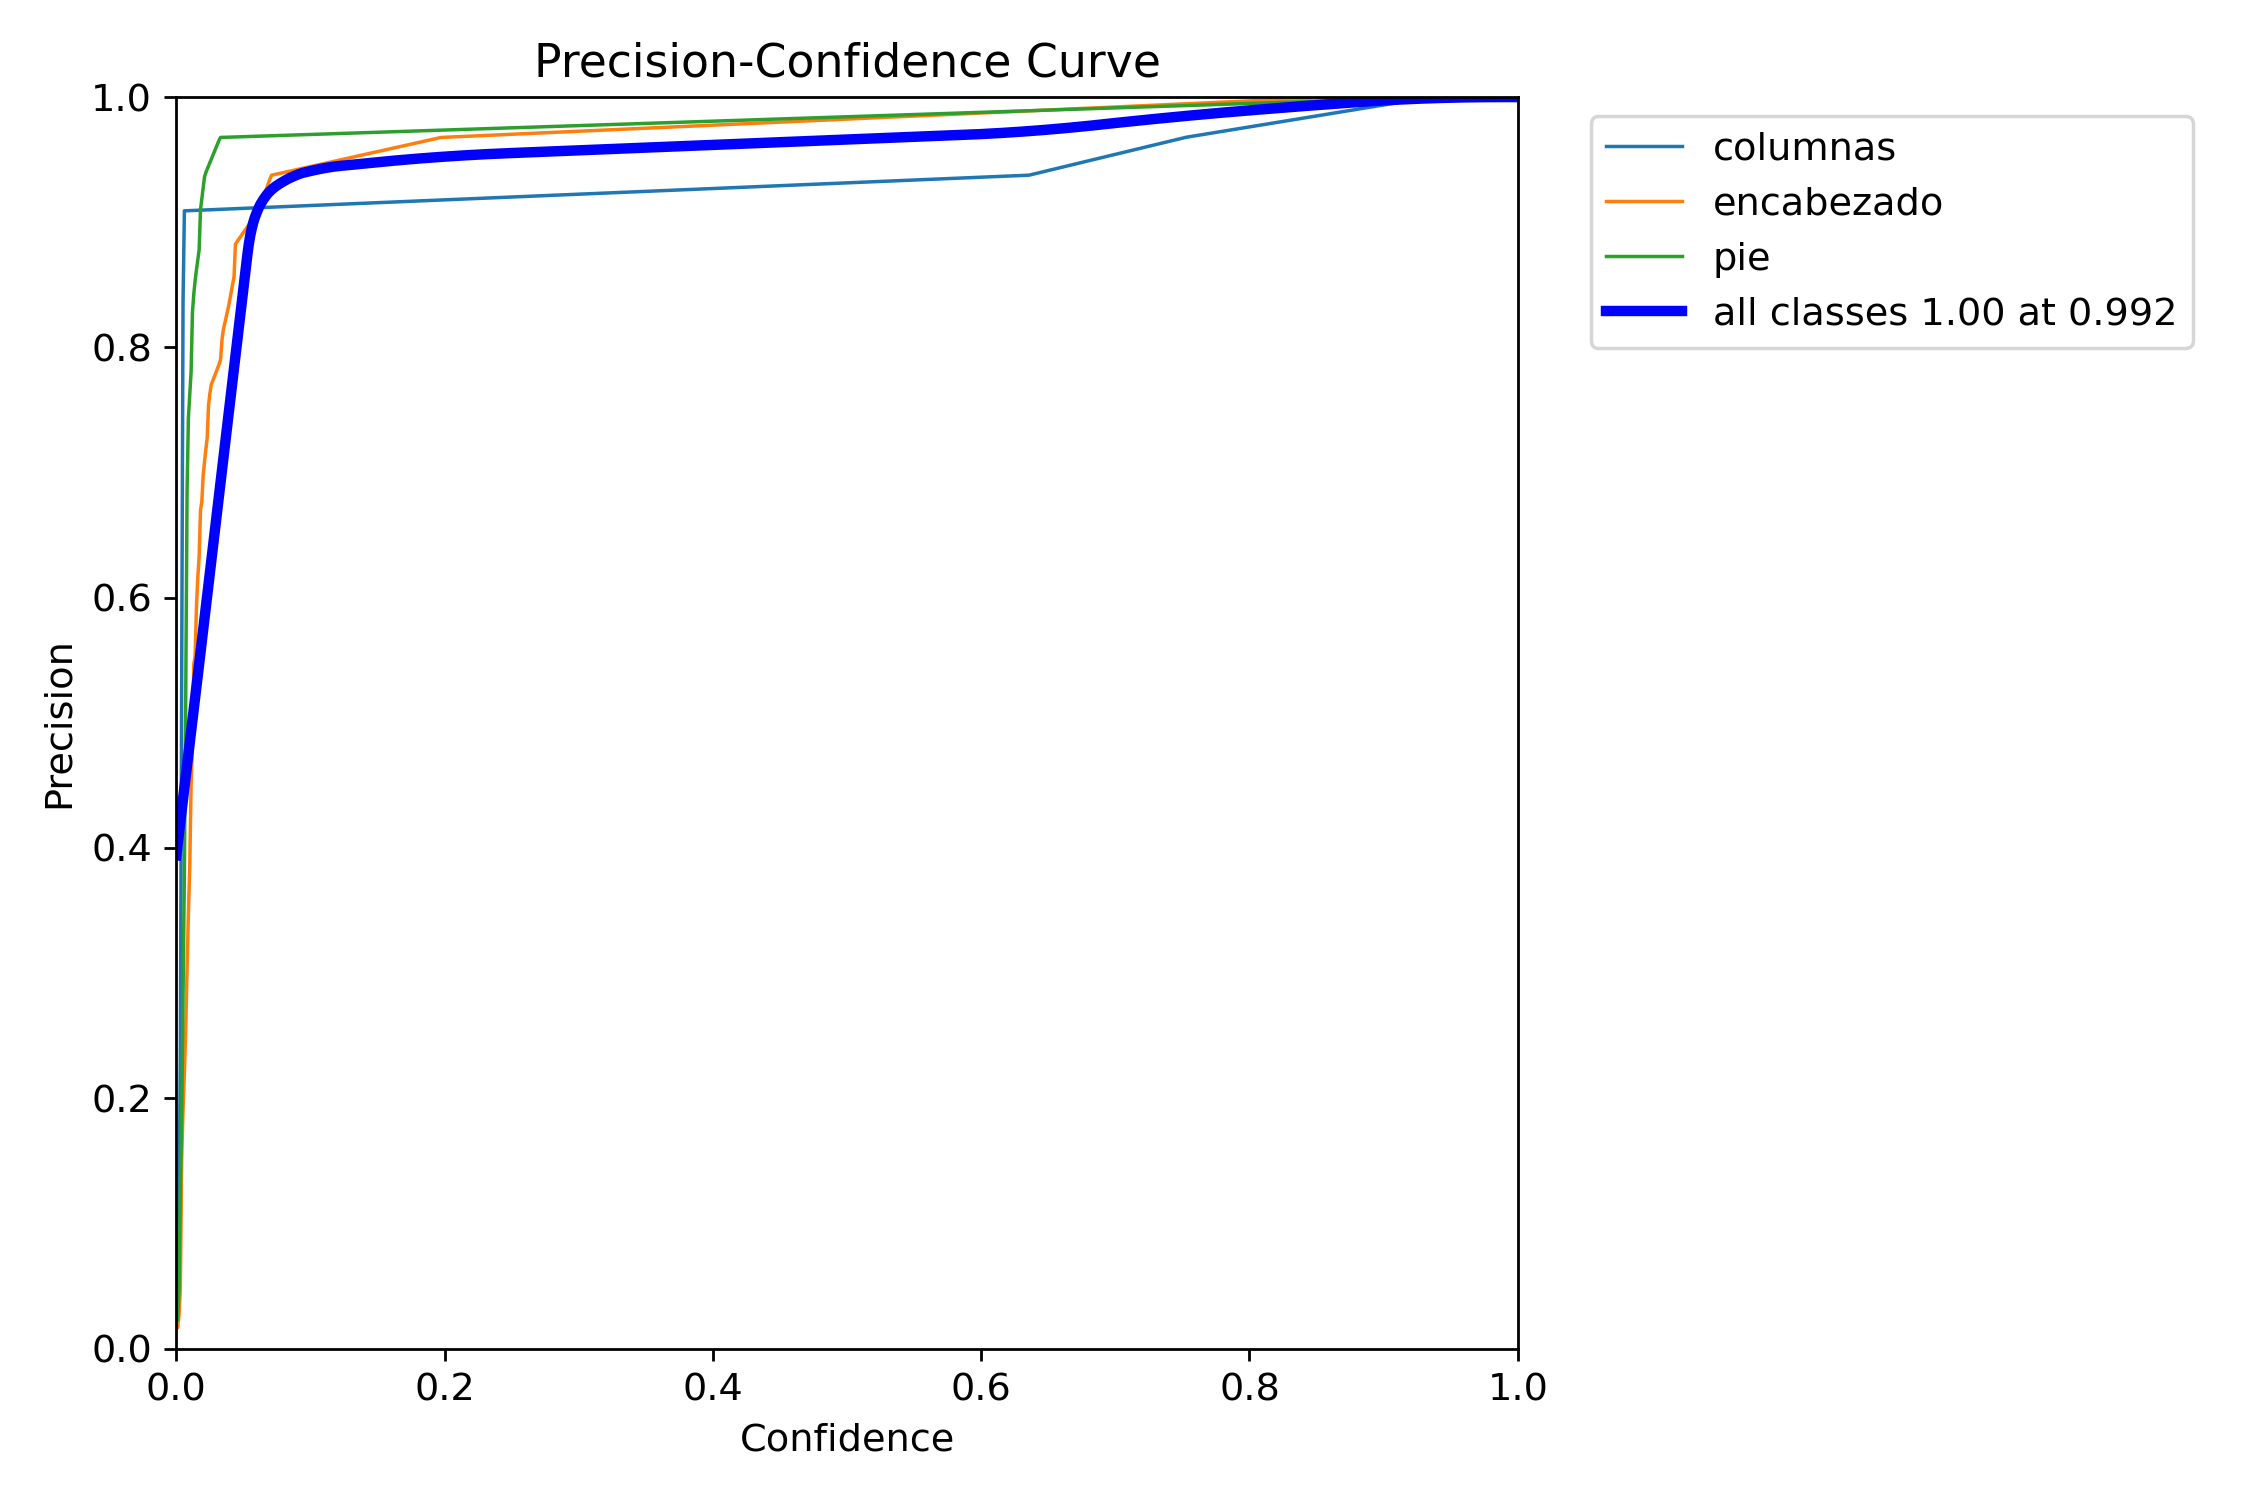 Precision-Confidence Curve
1.0
0.8
0.6
0.4
0.2
0.0
Precision
0.0 0.2 0.4 0.6 0.8 1.0
Confidence
columnas
encabezado
pie
all classes 1.00 at 0.992